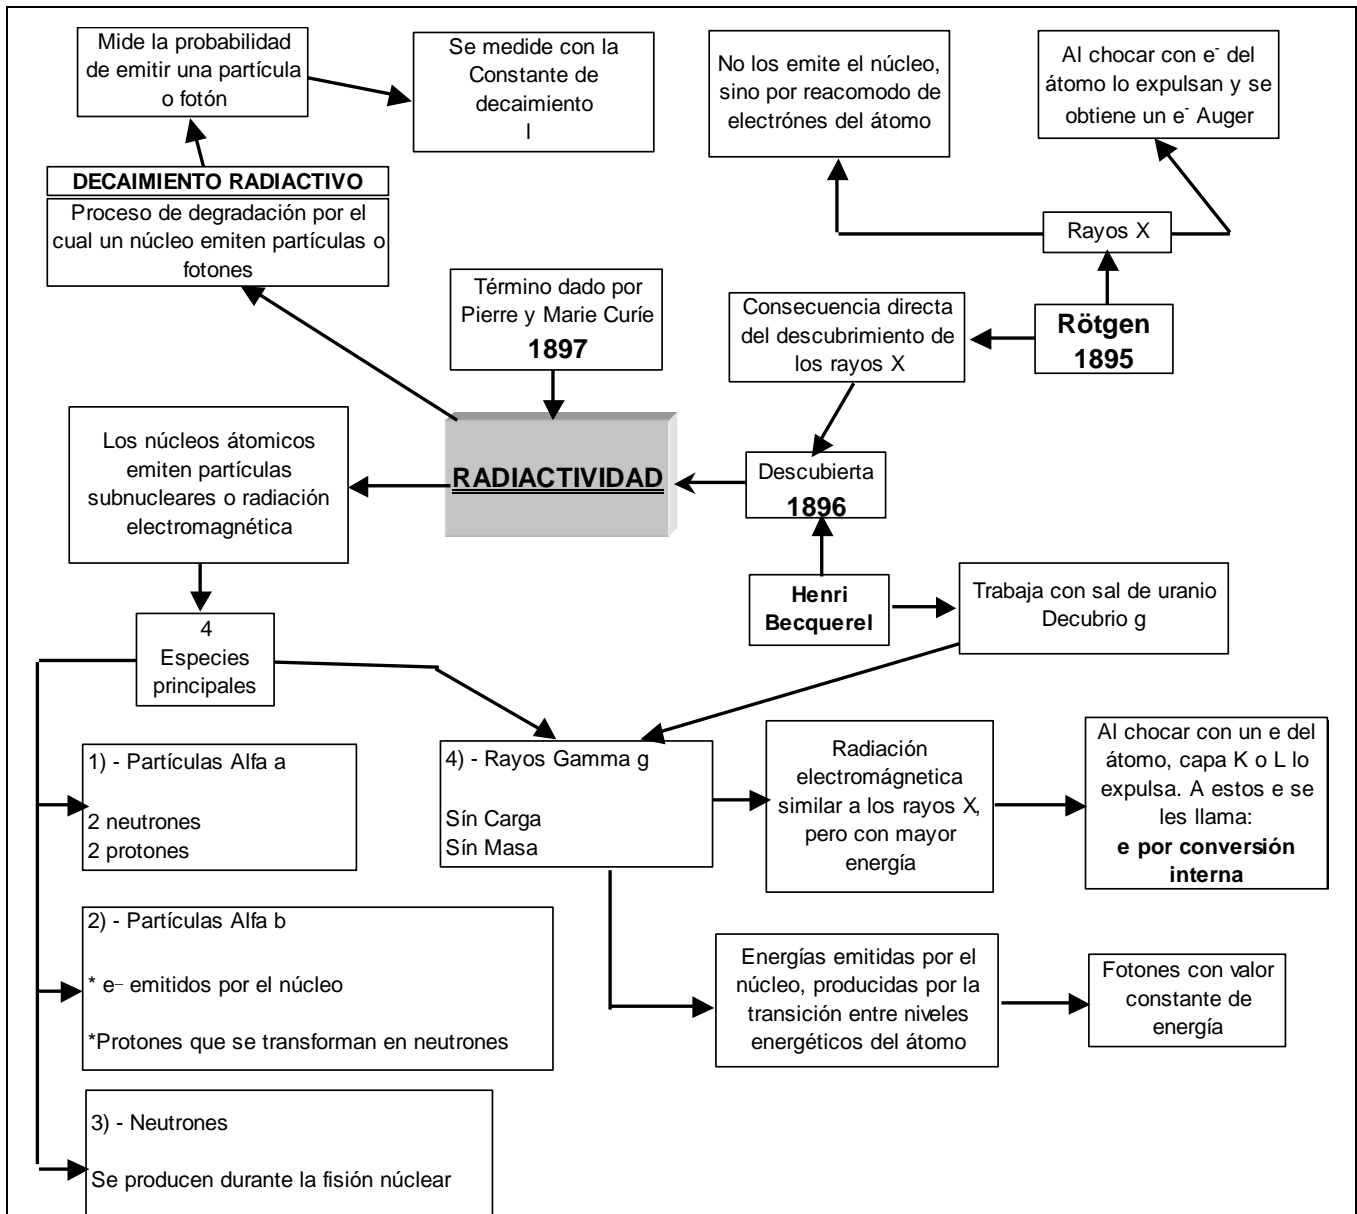 Mide la probabilidad
de emitir una partícula
o fotón
Se medide con la
Constante de
decaimiento
l
No los emite el núcleo,
sino por reacomodo de
electrónes del átomo
Al chocar con e⁻ del
átomo lo expulsan y se
obtiene un e⁻ Auger
DECAIMIENTO RADIACTIVO
Proceso de degradación por el
cual un núcleo emiten partículas o
fotones
Rayos X
Término dado por
Pierre y Marie Curíe
1897
Consecuencia directa
del descubrimiento de
los rayos X
Rötgen
1895
Los núcleos átomicos
emiten partículas
subnucleares o radiación
electromagnética
RADIACTIVIDAD
Descubierta
1896
Henri
Becquerel
Trabaja con sal de uranio
Decubrio g
4
Especies
principales
1) - Partículas Alfa a
2 neutrones
2 protones
4) - Rayos Gamma g
Sín Carga
Sín Masa
Radiación
electromágnetica
similar a los rayos X,
pero con mayor
energía
Al chocar con un e del
átomo, capa K o L lo
expulsa. A estos e se
les llama:
e por conversión
interna
2) - Partículas Alfa b
* e⁻ emitidos por el núcleo
*Protones que se transforman en neutrones
Energías emitidas por el
núcleo, producidas por la
transición entre niveles
energéticos del átomo
Fotones con valor
constante de
energía
3) - Neutrones
Se producen durante la fisión núclear